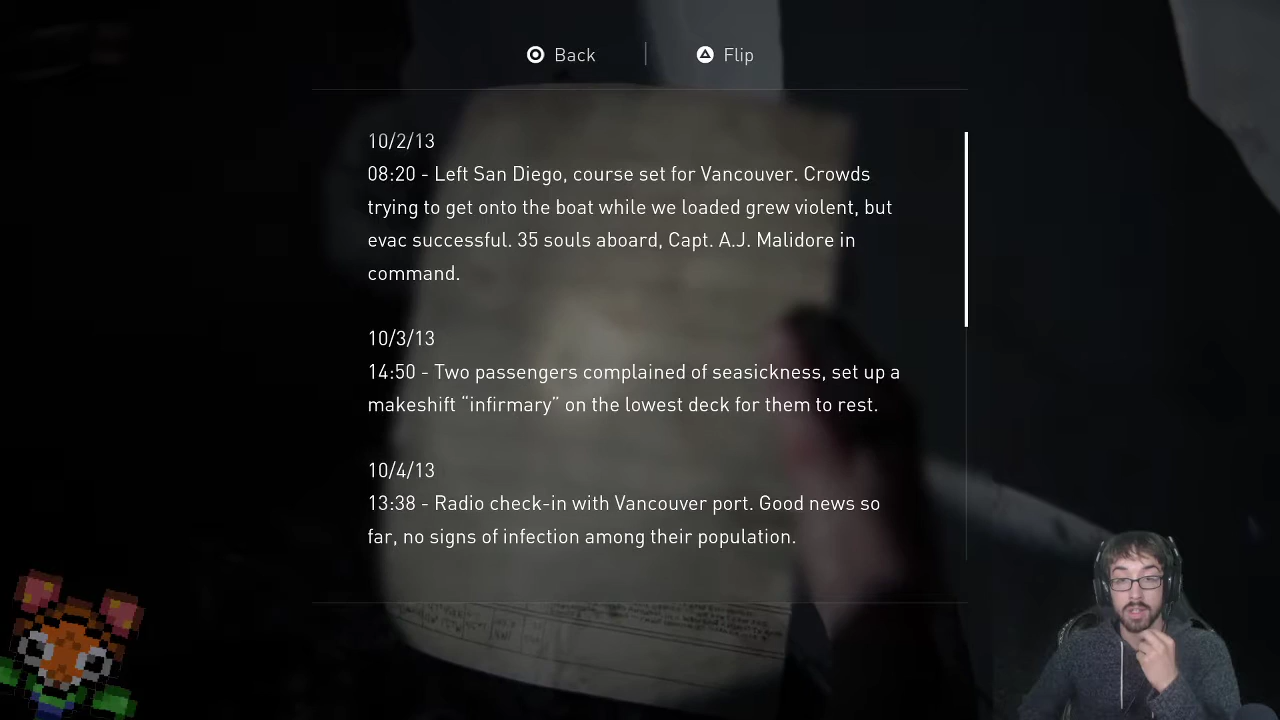 Back
Flip
10/2/13
08:20 - Left San Diego, course set for Vancouver. Crowds
trying to get onto the boat while we loaded grew violent, but
evac successful. 35 souls aboard, Capt. A.J. Malidore in
command.
10/3/13
14:50 - Two passengers complained of seasickness, set up a
makeshift “infirmary” on the lowest deck for them to rest.
10/4/13
13:38 - Radio check-in with Vancouver port. Good news so
far, no signs of infection among their population.